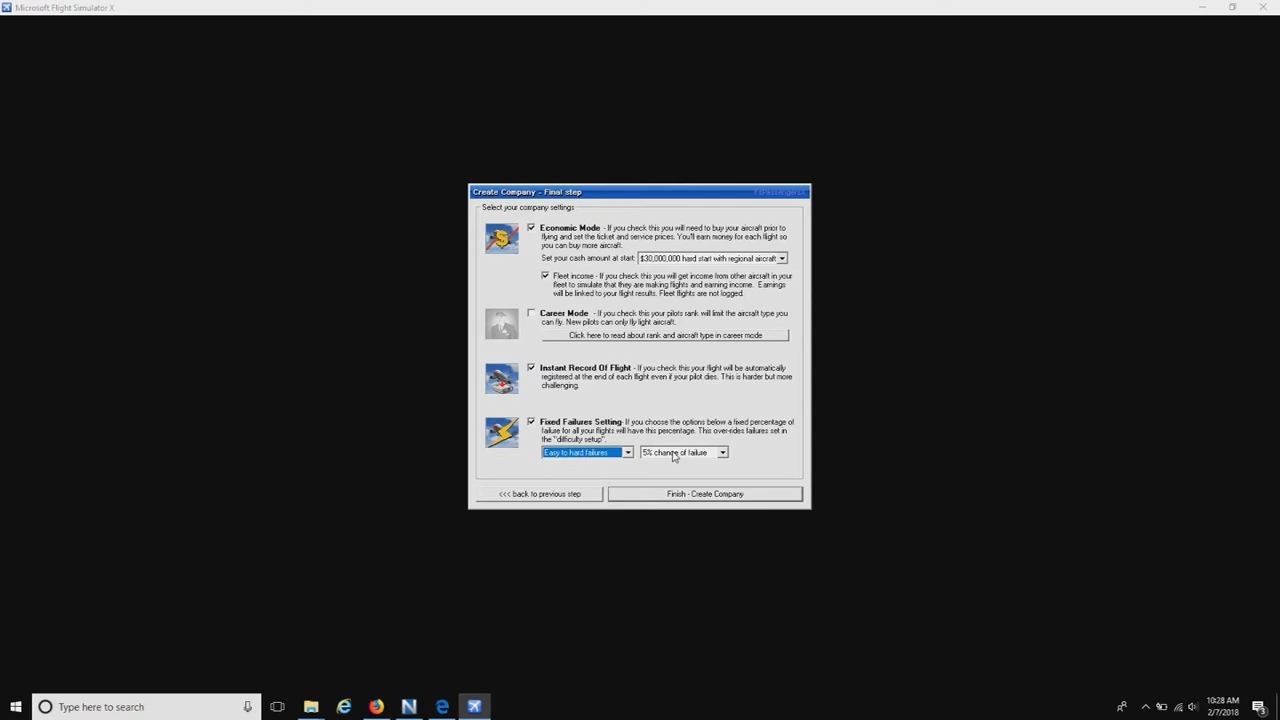 Microsoft Flight Simulator X
Create Company - Final step
Select your company settings
Economic Mode - If you check this you will need to buy your aircraft prior to
flying and set the ticket and service prices. You'll earn money for each flight so
you can buy more aircraft.
Set your cash amount at start: $30,000,000 hard start with regional aircraft
Fleet income - If you check this you will get income from other aircraft in your
fleet to simulate that they are making flights and earning income. Earnings
will be linked to your flight results. Fleet flights are not logged.
Career Mode - If you check this your pilots rank will limit the aircraft type you
can fly. New pilots can only fly light aircraft.
Click here to read about rank and aircraft type in career mode
Instant Record Of Flight - If you check this your flight will be automatically
registered at the end of each flight even if your pilot dies. This is harder but more
challenging.
Fixed Failures Setting-If you choose the options below a fixed percentage of
failure for all your flights will have this percentage. This over-rides failures set in
the "difficulty setup".
Easy to hard failures 5% chance of failure
<<< back to previous step Finish - Create Company
Type here to search
10:28 AM
2/7/2018
3